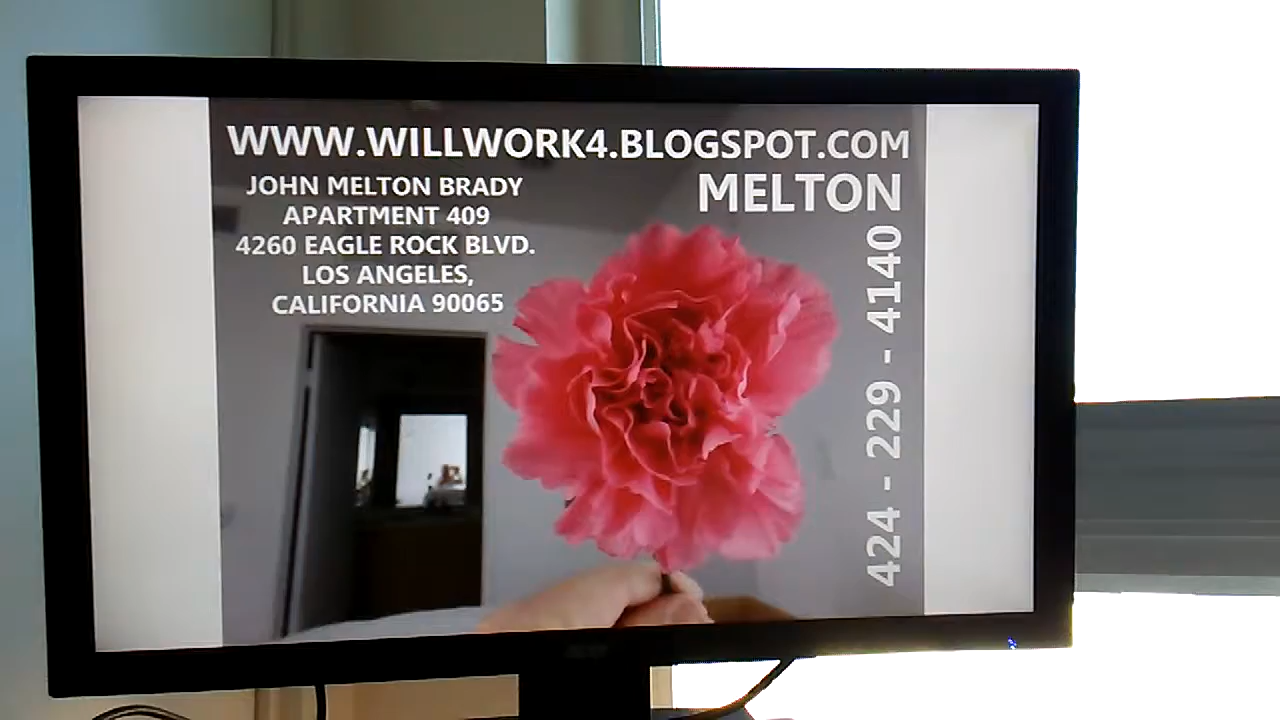 WWW.WILLWORK4.BLOGSPOT.COM
MELTON
JOHN MELTON BRADY
APARTMENT 409
4260 EAGLE ROCK BLVD.
LOS ANGELES,
CALIFORNIA 90065
424 - 229 - 4140